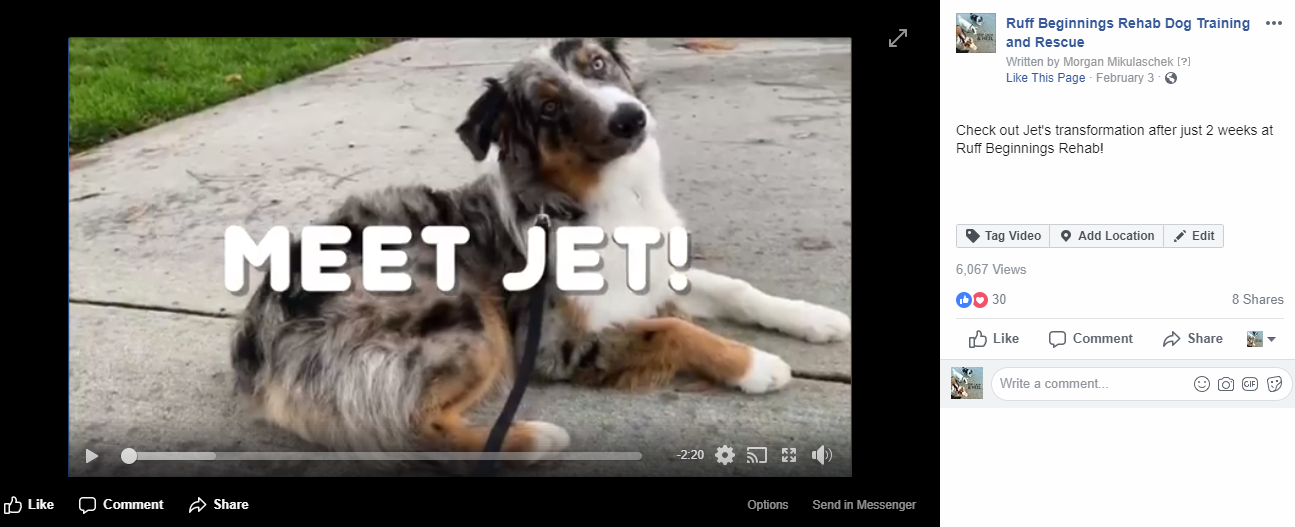 MEET JET!
-2:20
Like Comment Share Options Send in Messenger
Ruff Beginnings Rehab Dog Training
and Rescue
Written by Morgan Mikulaschek [?]
Like This Page · February 3 ·
Check out Jet's transformation after just 2 weeks at
Ruff Beginnings Rehab!
Tag Video Add Location Edit
6,067 Views
30 8 Shares
Like Comment Share
Write a comment... GIF